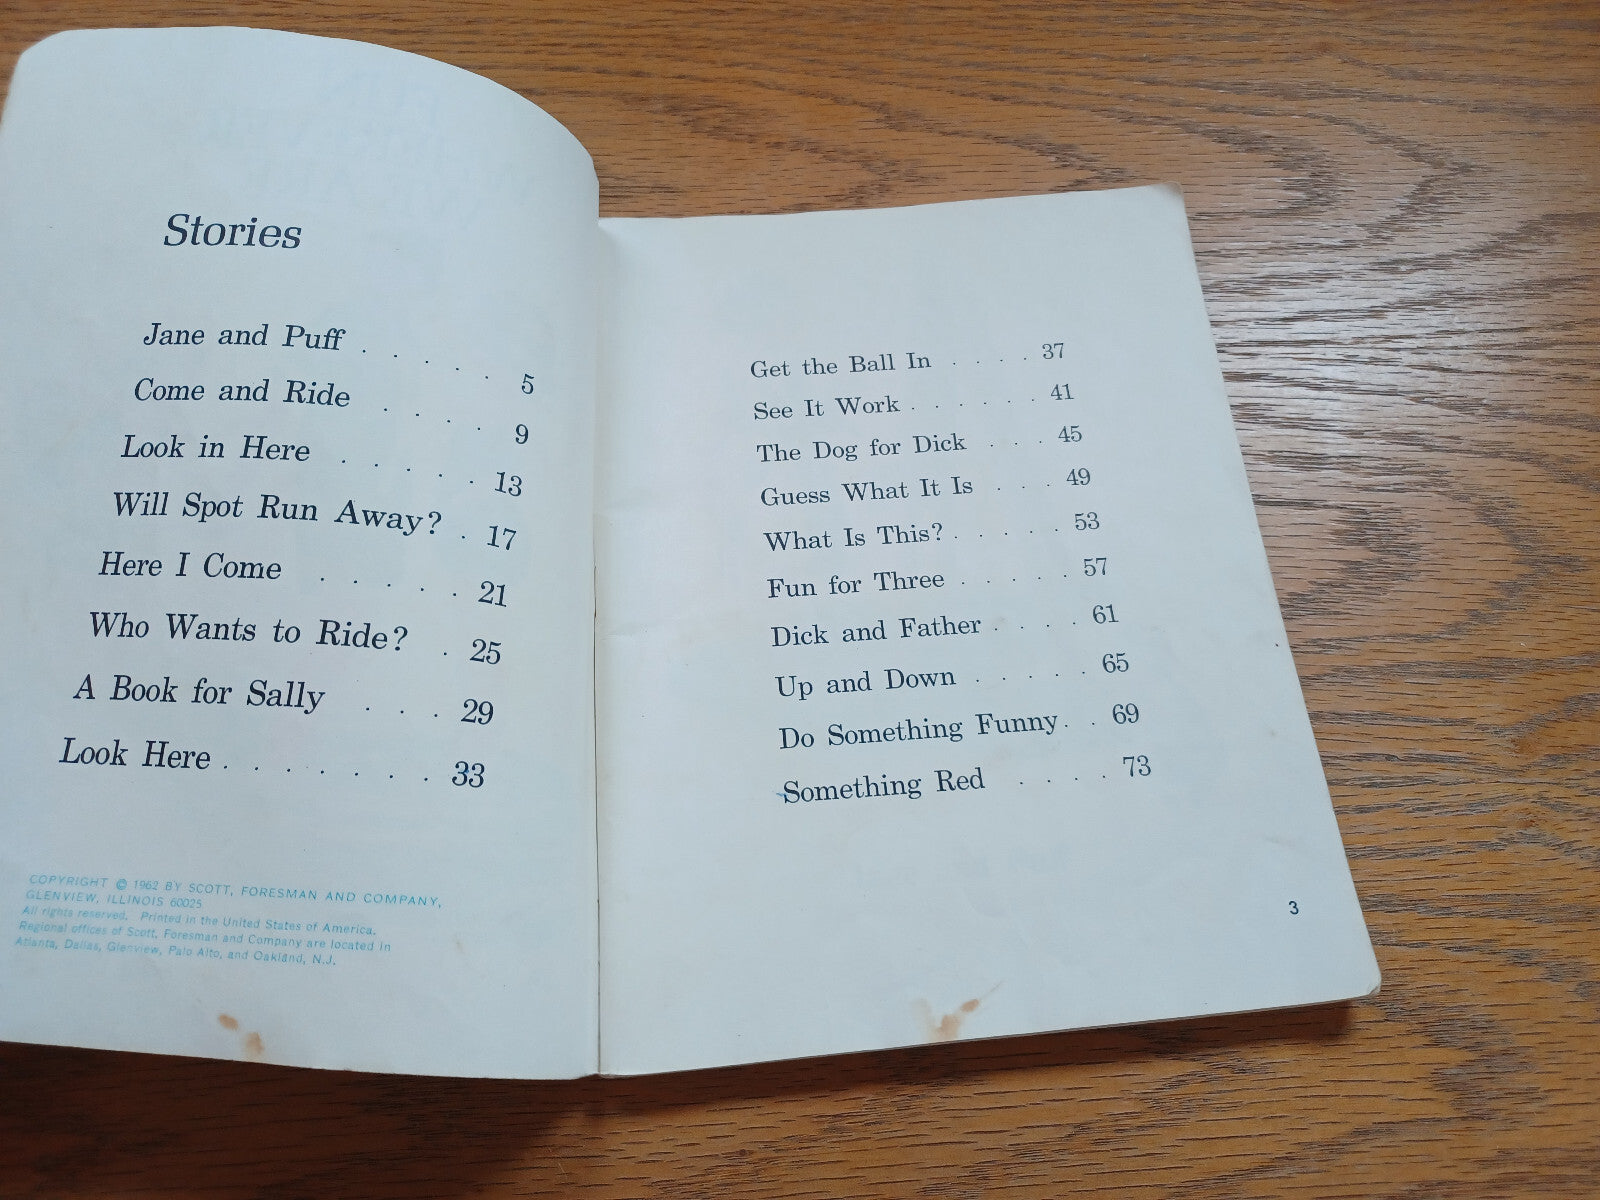 Stories
Jane and Puff . . . . . 5
Come and Ride . . . . 9
Look in Here . . . . . 13
Will Spot Run Away? . 17
Here I Come . . . . . 21
Who Wants to Ride? . 25
A Book for Sally . . . 29
Look Here . . . . . . . 33
COPYRIGHT © 1962 BY SCOTT, FORESMAN AND COMPANY,
GLENVIEW, ILLINOIS 60025
All rights reserved. Printed in the United States of America.
Regional offices of Scott, Foresman and Company are located in
Atlanta, Dallas, Glenview, Palo Alto, and Oakland, N.J.
Get the Ball In . . . . 37
See It Work . . . . . . 41
The Dog for Dick . . . 45
Guess What It Is . . . 49
What Is This? . . . . . 53
Fun for Three . . . . . 57
Dick and Father . . . . 61
Up and Down . . . . . 65
Do Something Funny . . 69
Something Red . . . . 73
3